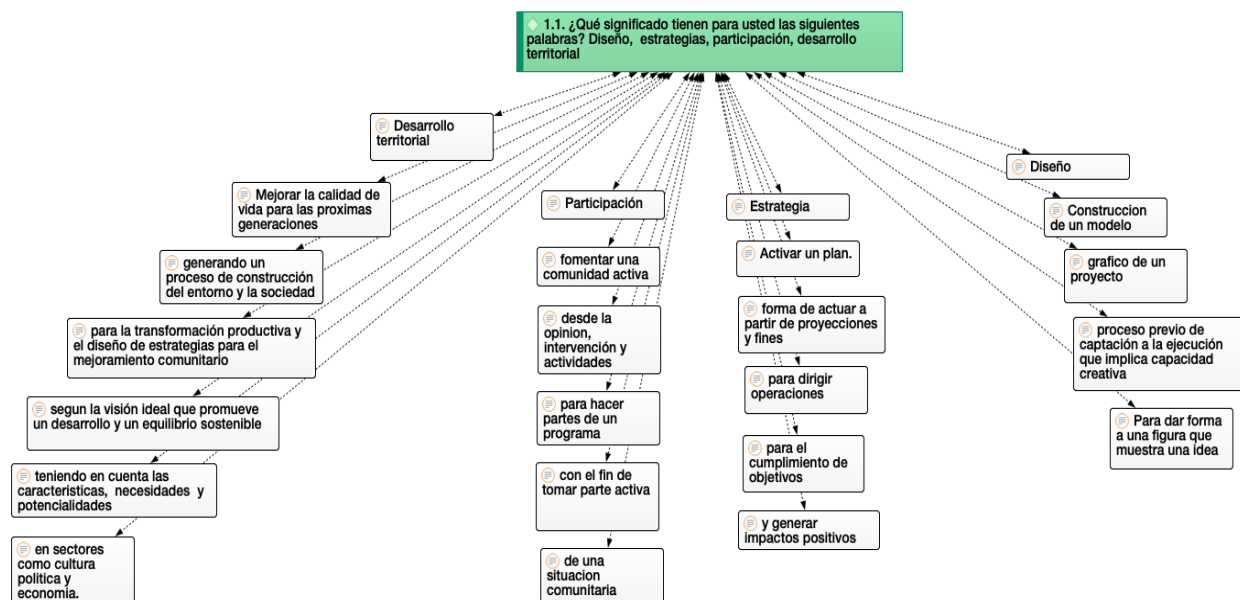 1.1. ¿Qué significado tienen para usted las siguientes
palabras? Diseño, estrategias, participación, desarrollo
territorial
Desarrollo
territorial
Mejorar la calidad de
vida para las proximas
generaciones
generando un
proceso de construcción
del entorno y la sociedad
para la transformación productiva y
el diseño de estrategias para el
mejoramiento comunitario
segun la visión ideal que promueve
un desarrollo y un equilibrio sostenible
teniendo en cuenta las
caracteristicas, necesidades y
potencialidades
en sectores
como cultura
politica y
economia.
Participación
fomentar una
comunidad activa
desde la
opinion,
intervención y
actividades
para hacer
partes de un
programa
con el fin de
tomar parte activa
de una
situacion
comunitaria
Estrategia
Activar un plan.
forma de actuar a
partir de proyecciones
y fines
para dirigir
operaciones
para el
cumplimiento de
objetivos
y generar
impactos positivos
Diseño
Construccion
de un modelo
grafico de un
proyecto
proceso previo de
captación a la ejecución
que implica capacidad
creativa
Para dar forma
a una figura que
muestra una idea